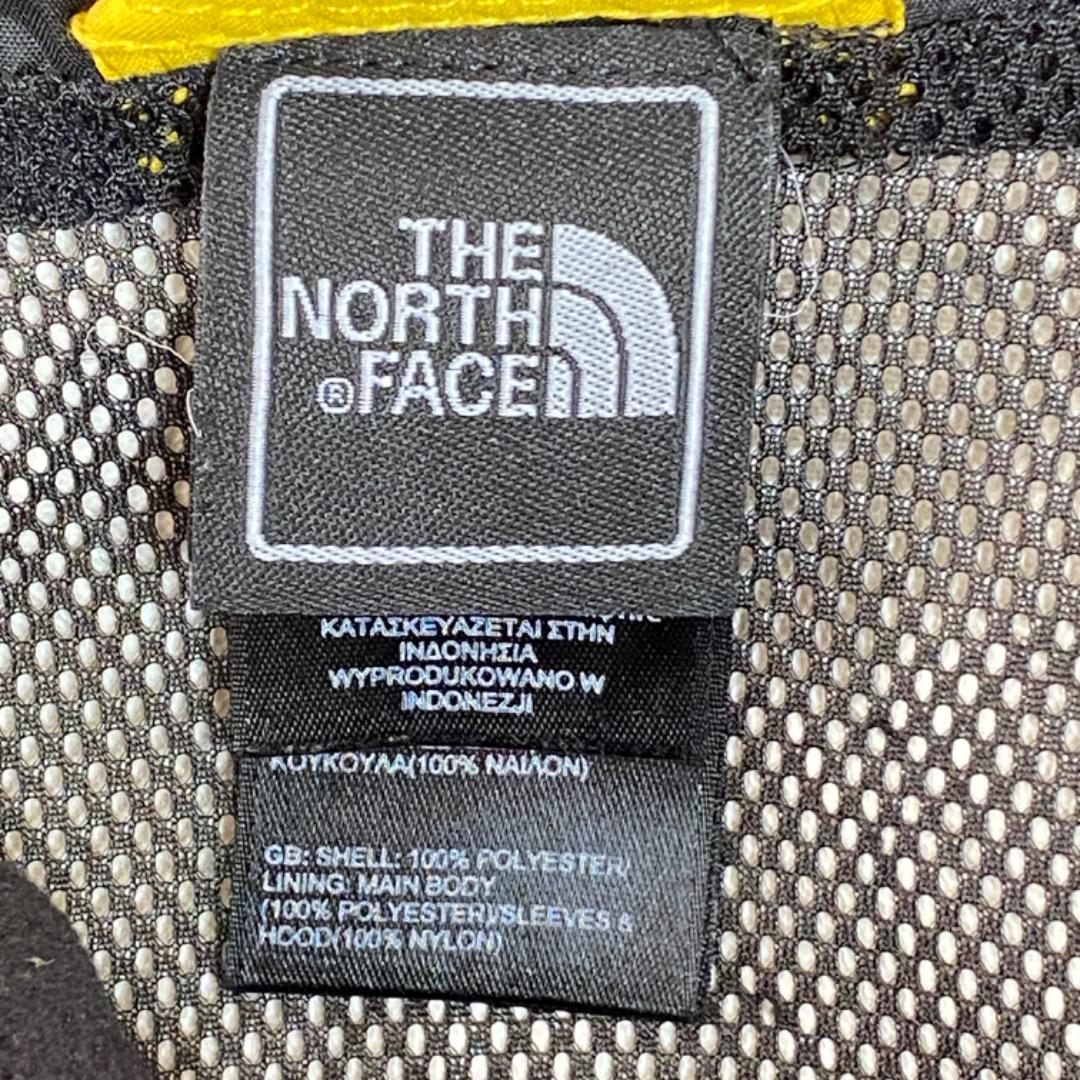 THE
NORTH
®FACE
ΚΑΤΑΣΚΕΥΑΖΕΤΑΙ ΣΤΗΝ
ΙΝΔΟΝΗΣΙΑ
WYPRODUKOWANO W
INDONEZJI
ΚΟΥΚΟΥΛΑ(100% ΝΑΙΛΟΝ)
GB: SHELL: 100% POLYESTER/
LINING: MAIN BODY
(100% POLYESTER)/SLEEVES &
HOOD(100% NYLON)